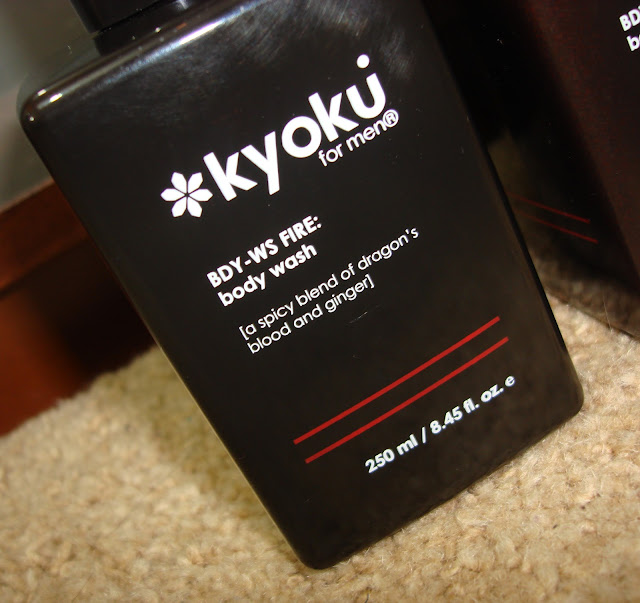 kyoku
for men®
BDY-WS FIRE:
body wash
[a spicy blend of dragon's
blood and ginger]
250 ml / 8.45 fl. oz. e
BD
b